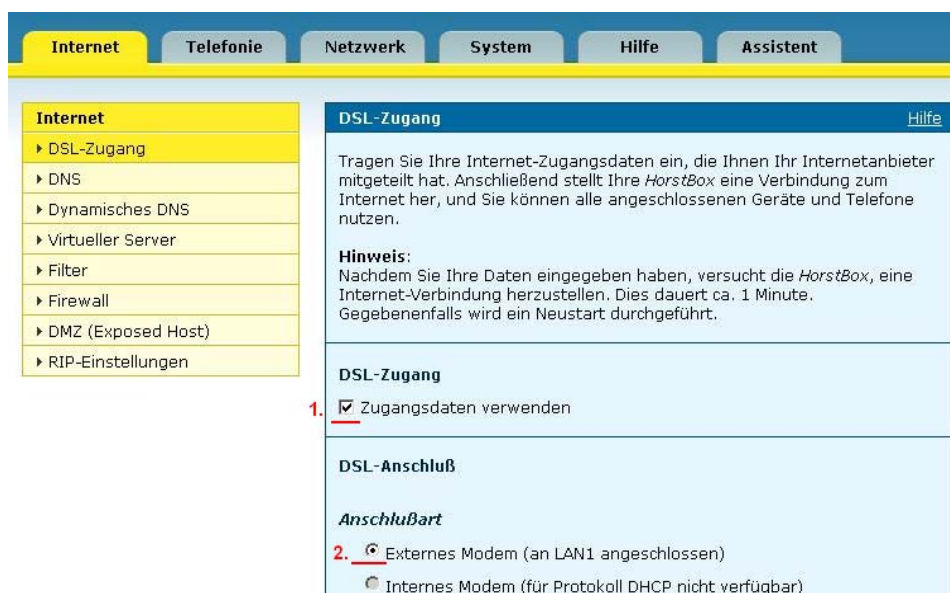 Internet Telefonie Netzwerk System Hilfe Assistent
Internet
DSL-Zugang
DNS
Dynamisches DNS
Virtueller Server
Filter
Firewall
DMZ (Exposed Host)
RIP-Einstellungen
DSL-Zugang Hilfe
Tragen Sie Ihre Internet-Zugangsdaten ein, die Ihnen Ihr Internetanbieter
mitgeteilt hat. Anschließend stellt Ihre HorstBox eine Verbindung zum
Internet her, und Sie können alle angeschlossenen Geräte und Telefone
nutzen.
Hinweis:
Nachdem Sie Ihre Daten eingegeben haben, versucht die HorstBox, eine
Internet-Verbindung herzustellen. Dies dauert ca. 1 Minute.
Gegebenenfalls wird ein Neustart durchgeführt.
DSL-Zugang
1. Zugangsdaten verwenden
DSL-Anschluß
Anschlußart
2. Externes Modem (an LAN1 angeschlossen)
Internes Modem (für Protokoll DHCP nicht verfügbar)